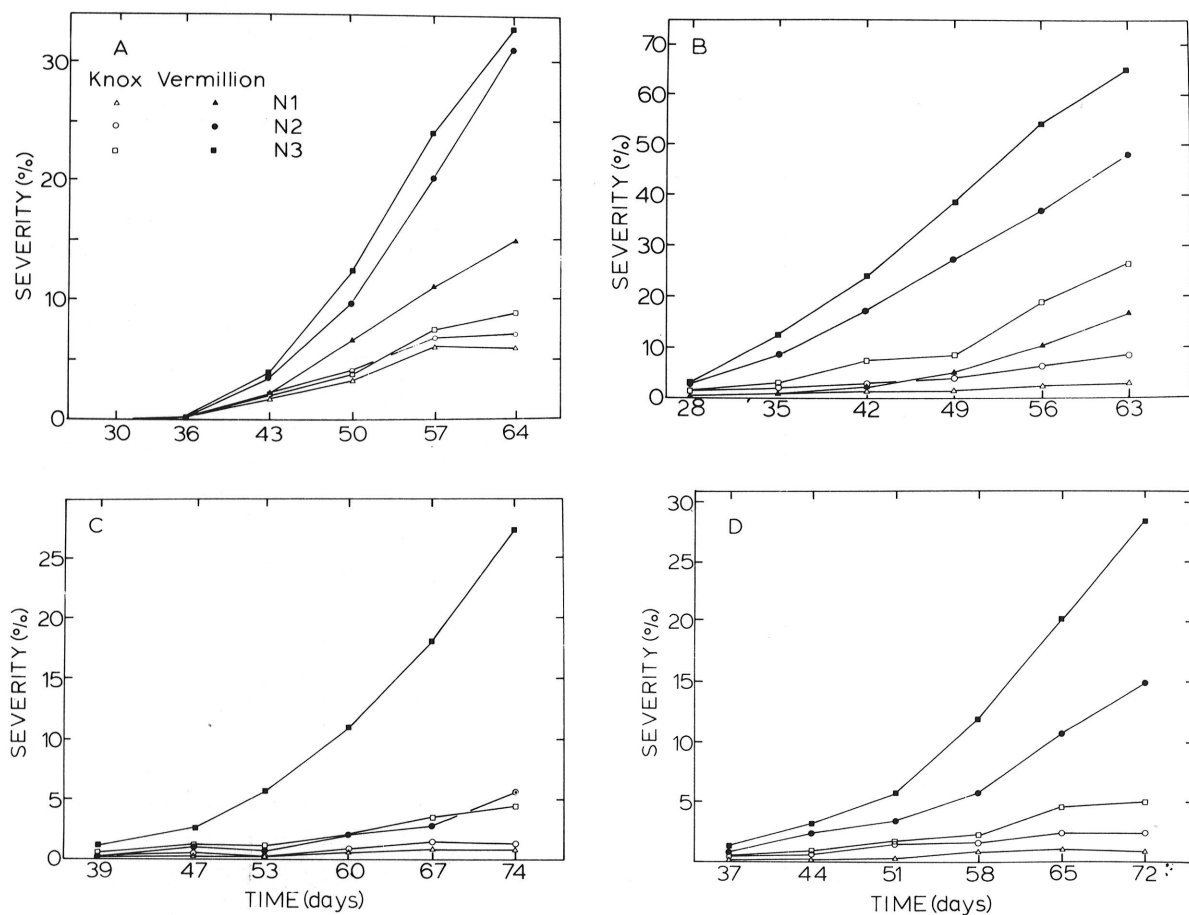 A
Knox Vermillion
N1
N2
N3
30
20
10
0
SEVERITY (%)
30 36 43 50 57 64
B
70
60
50
40
30
20
10
0
SEVERITY (%)
28 35 42 49 56 63
C
25
20
15
10
5
0
SEVERITY (%)
39 47 53 60 67 74
TIME (days)
D
30
25
20
15
10
5
SEVERITY (%)
37 44 51 58 65 72
TIME (days)